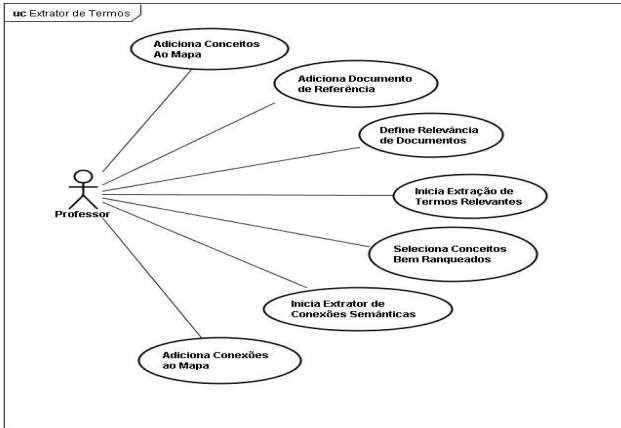 uc Extrator de Termos
Adiciona Conceitos
Ao Mapa
Adiciona Documento
de Referência
Define Relevância
de Documentos
Inicia Extração de
Termos Relevantes
Professor
Seleciona Conceitos
Bem Ranqueados
Inicia Extrator de
Conexões Semânticas
Adiciona Conexões
ao Mapa